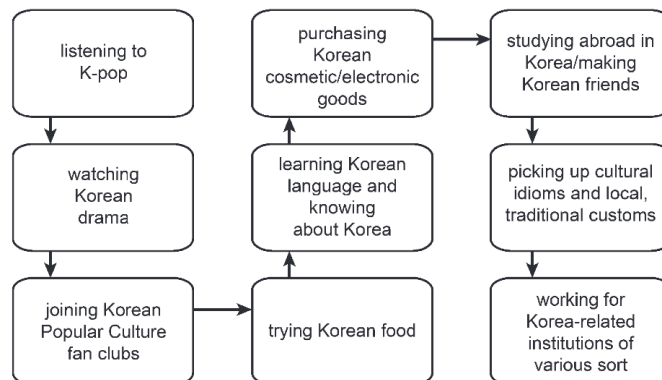 listening to
K-pop
watching
Korean
drama
joining Korean
Popular Culture
fan clubs
trying Korean food
learning Korean
language and
knowing
about Korea
purchasing
Korean
cosmetic/electronic
goods
studying abroad in
Korea/making
Korean friends
picking up cultural
idioms and local,
traditional customs
working for
Korea-related
institutions of
various sort